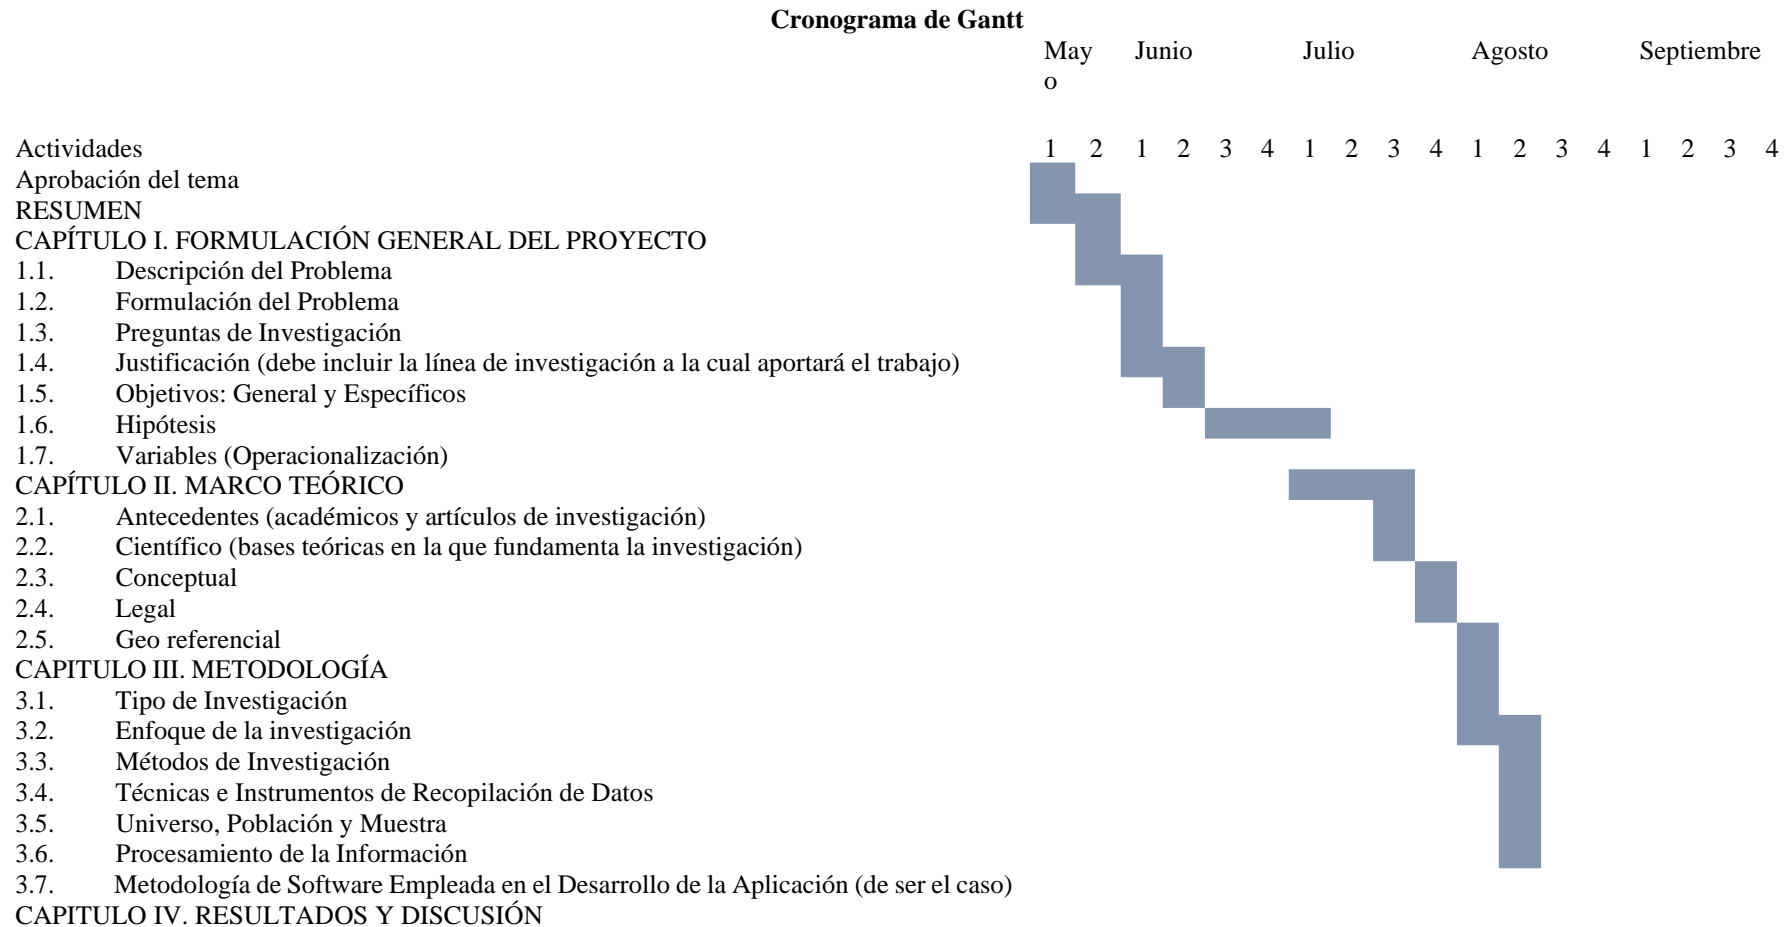 Cronograma de Gantt
May Junio Julio Agosto Septiembre
o
Actividades 1 2 1 2 3 4 1 2 3 4 1 2 3 4 1 2 3 4
Aprobación del tema
RESUMEN
CAPÍTULO I. FORMULACIÓN GENERAL DEL PROYECTO
1.1. Descripción del Problema
1.2. Formulación del Problema
1.3. Preguntas de Investigación
1.4. Justificación (debe incluir la línea de investigación a la cual aportará el trabajo)
1.5. Objetivos: General y Específicos
1.6. Hipótesis
1.7. Variables (Operacionalización)
CAPÍTULO II. MARCO TEÓRICO
2.1. Antecedentes (académicos y artículos de investigación)
2.2. Científico (bases teóricas en la que fundamenta la investigación)
2.3. Conceptual
2.4. Legal
2.5. Geo referencial
CAPITULO III. METODOLOGÍA
3.1. Tipo de Investigación
3.2. Enfoque de la investigación
3.3. Métodos de Investigación
3.4. Técnicas e Instrumentos de Recopilación de Datos
3.5. Universo, Población y Muestra
3.6. Procesamiento de la Información
3.7. Metodología de Software Empleada en el Desarrollo de la Aplicación (de ser el caso)
CAPITULO IV. RESULTADOS Y DISCUSIÓN